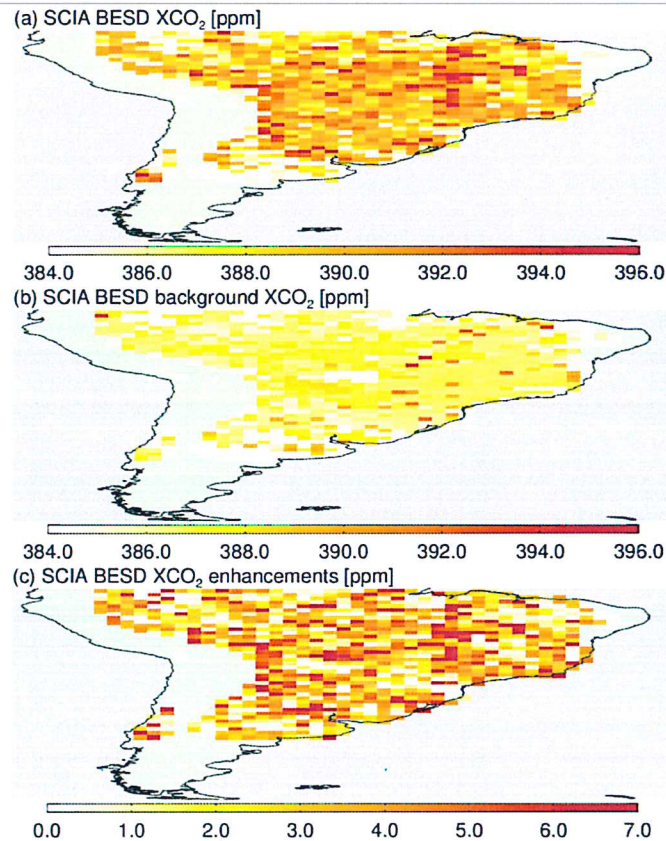 (a) SCIA BESD XCO₂ [ppm]
384.0 386.0 388.0 390.0 392.0 394.0 396.0
(b) SCIA BESD background XCO₂ [ppm]
384.0 386.0 388.0 390.0 392.0 394.0 396.0
(c) SCIA BESD XCO₂ enhancements [ppm]
0.0 1.0 2.0 3.0 4.0 5.0 6.0 7.0